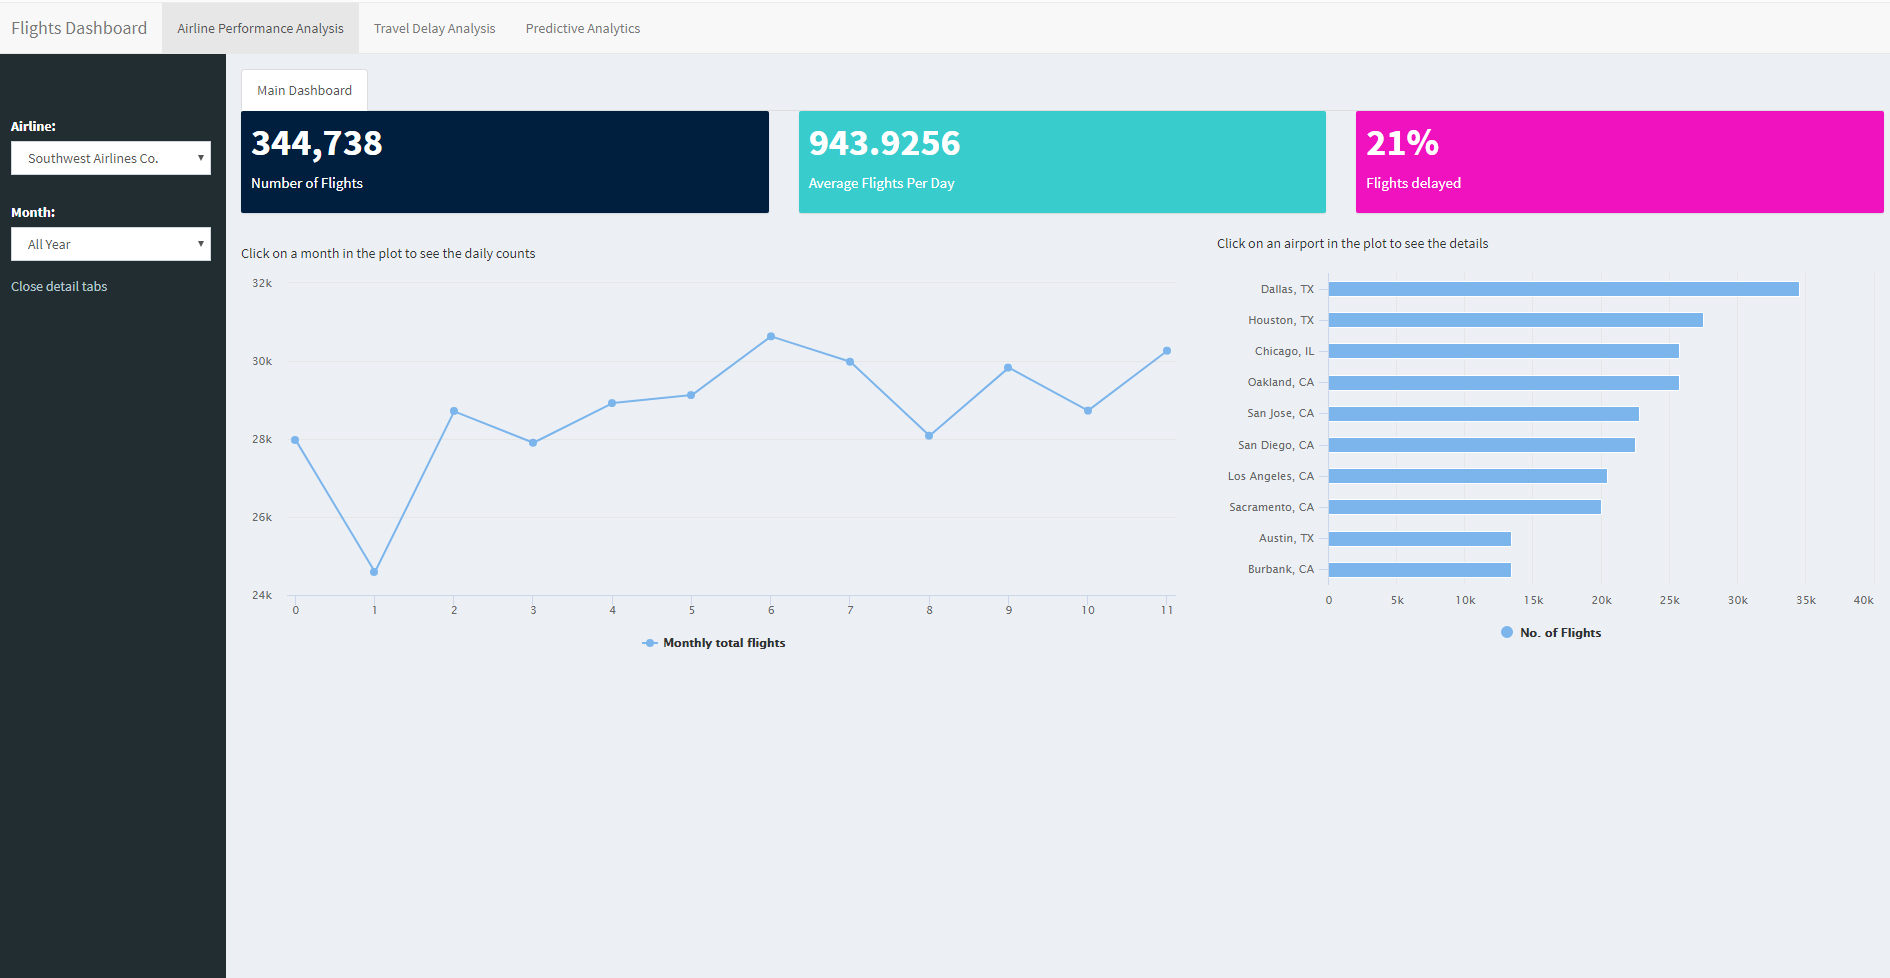 Flights Dashboard
Airline Performance Analysis
Travel Delay Analysis
Predictive Analytics
Airline:
Southwest Airlines Co.
Month:
All Year
Close detail tabs
Main Dashboard
344,738
Number of Flights
943.9256
Average Flights Per Day
21%
Flights delayed
Click on a month in the plot to see the daily counts
32k
30k
28k
26k
24k
0 1 2 3 4 5 6 7 8 9 10 11
Monthly total flights
Click on an airport in the plot to see the details
Dallas, TX
Houston, TX
Chicago, IL
Oakland, CA
San Jose, CA
San Diego, CA
Los Angeles, CA
Sacramento, CA
Austin, TX
Burbank, CA
0 5k 10k 15k 20k 25k 30k 35k 40k
No. of Flights